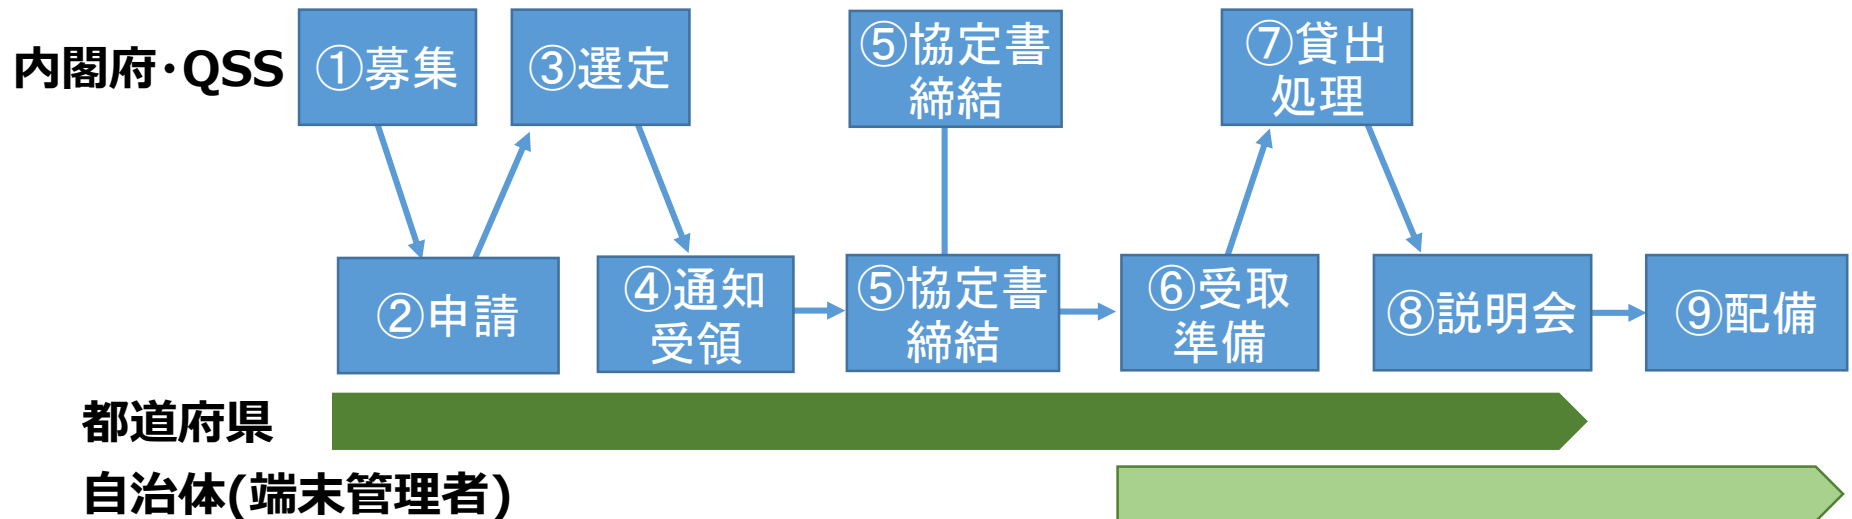 内閣府・QSS
①募集
③選定
⑤協定書
締結
⑦貸出
処理
②申請
④通知
受領
⑤協定書
締結
⑥受取
準備
⑧説明会
⑨配備
都道府県
自治体(端末管理者)